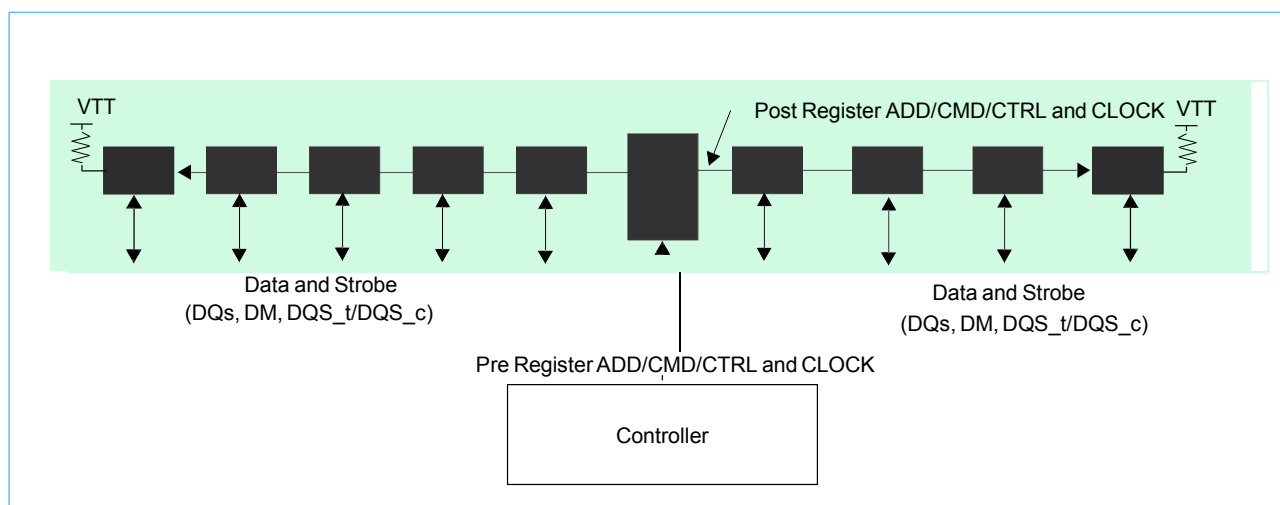 VTT
Post Register ADD/CMD/CTRL and CLOCK
VTT
Data and Strobe
(DQs, DM, DQS_t/DQS_c)
Data and Strobe
(DQs, DM, DQS_t/DQS_c)
Pre Register ADD/CMD/CTRL and CLOCK
Controller